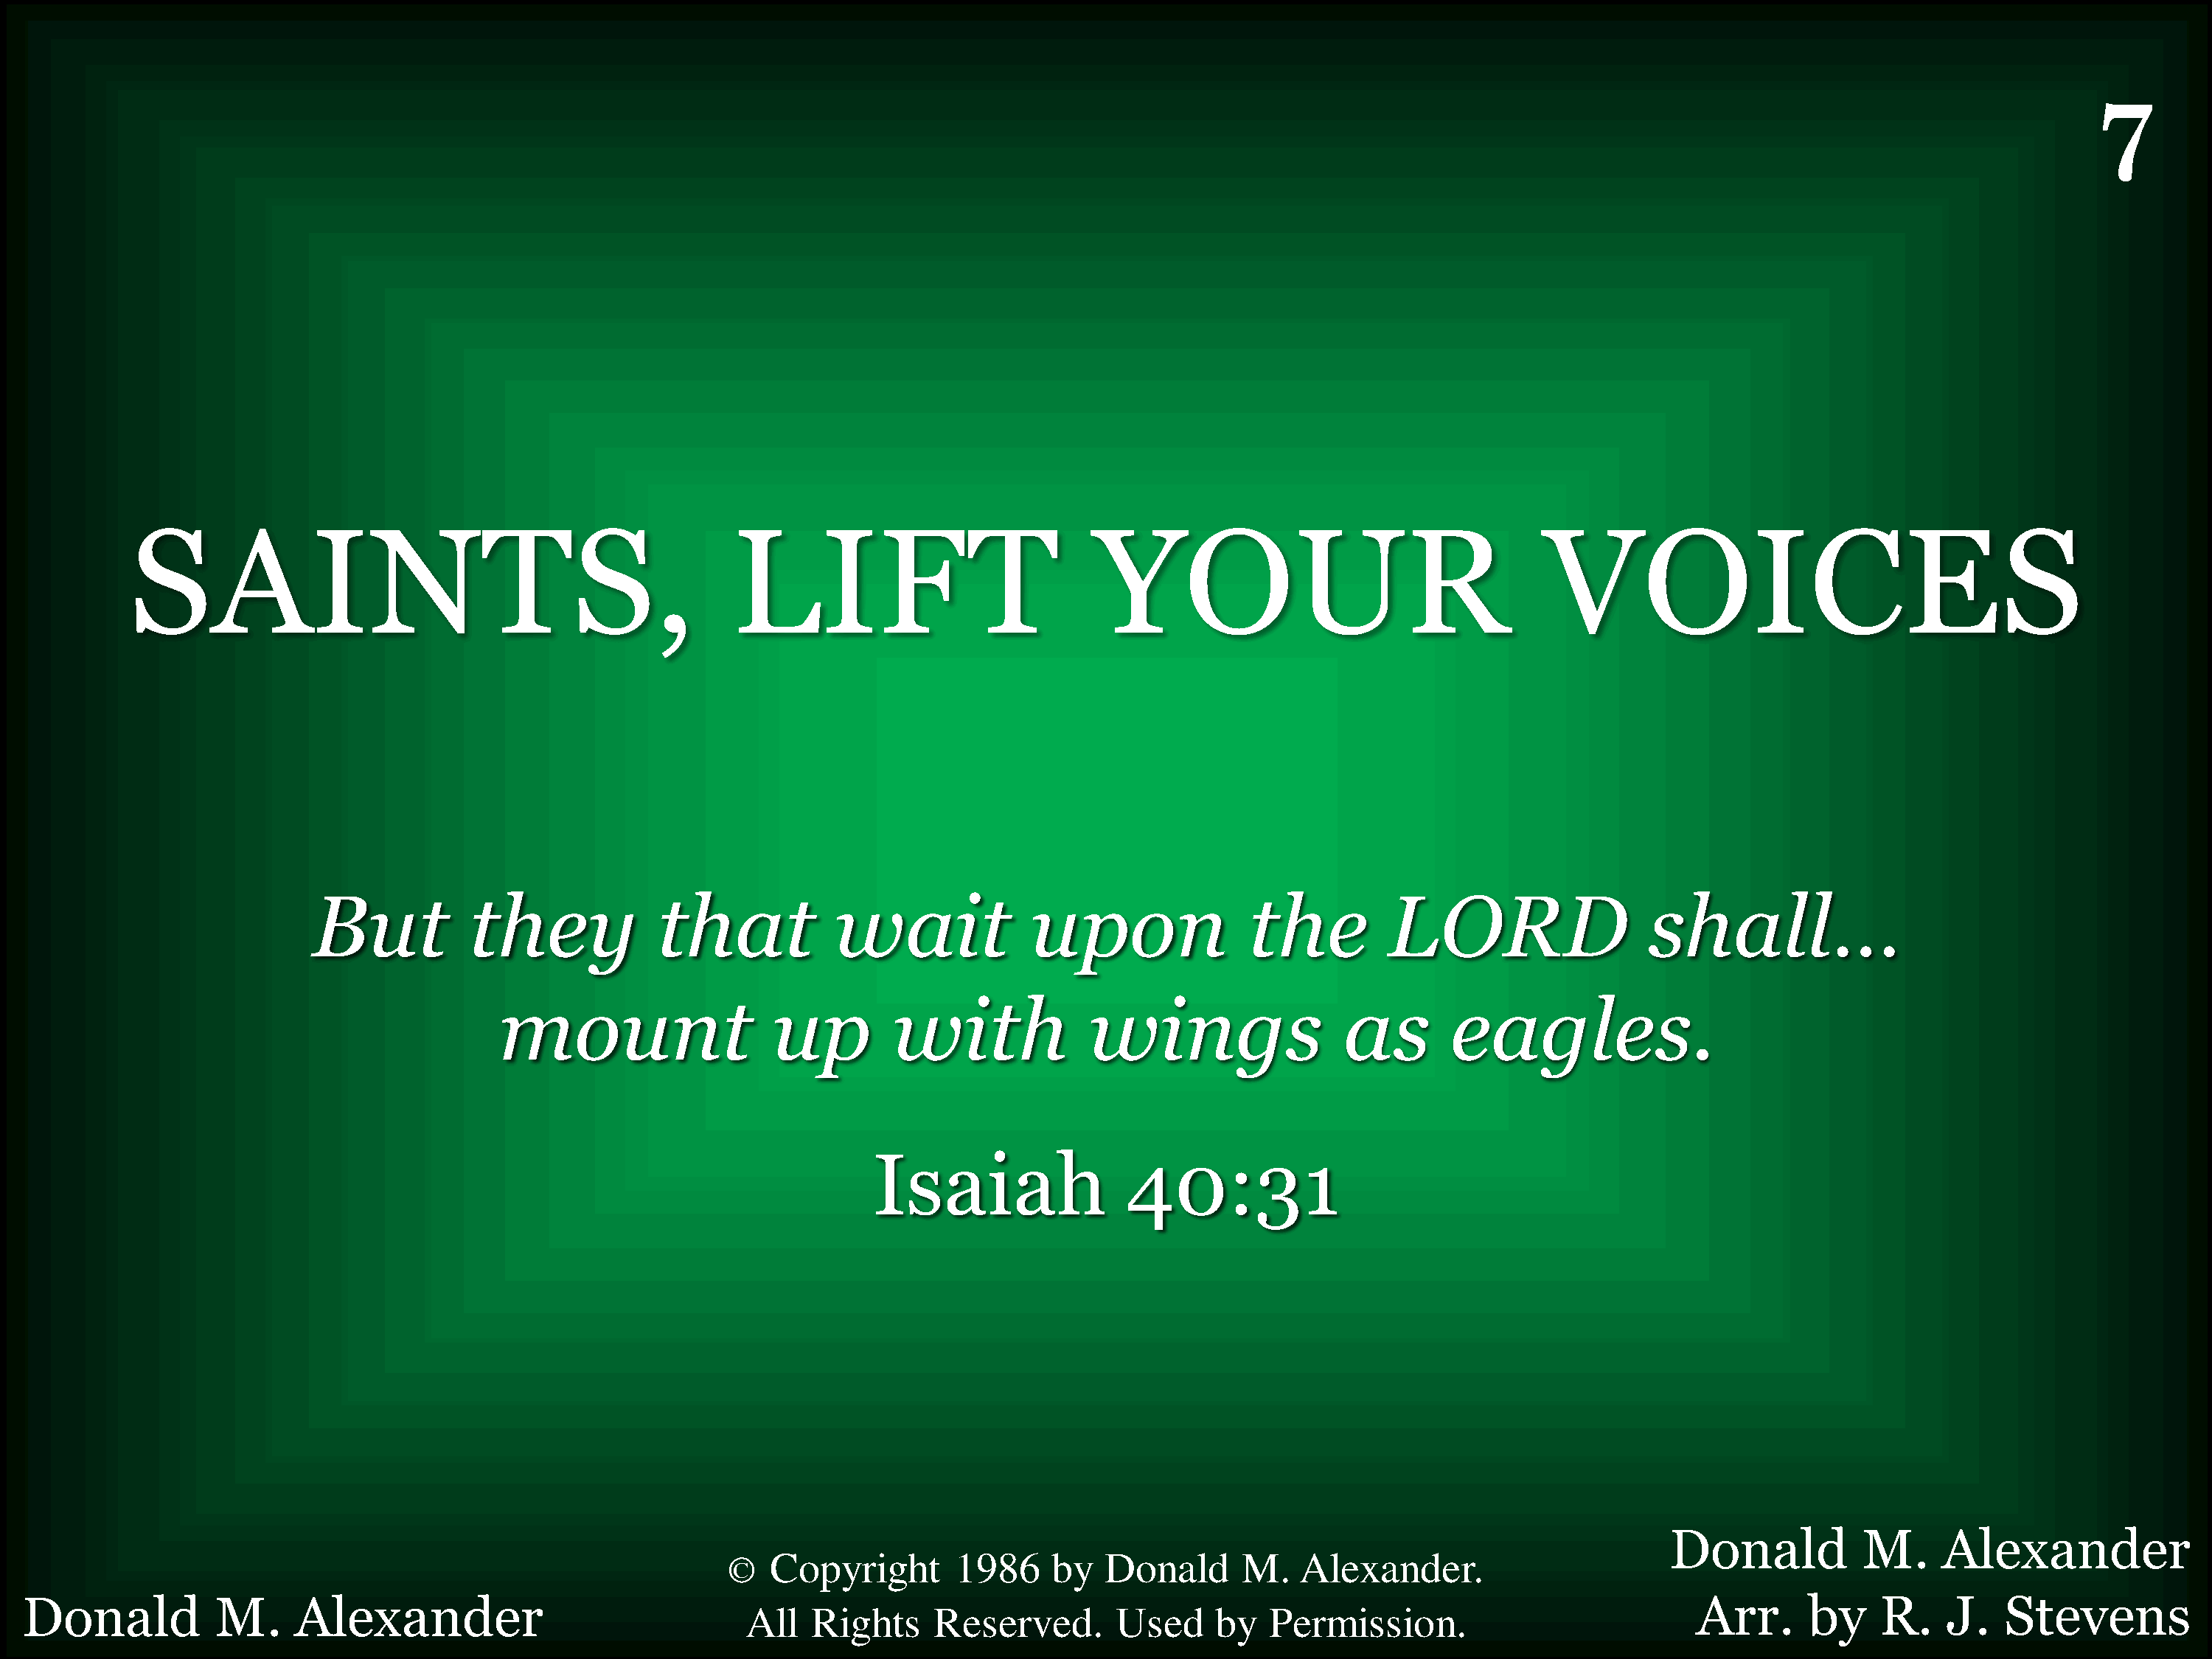 7
SAINTS, LIFT YOUR VOICES
But they that wait upon the LORD shall...
mount up with wings as eagles.
Isaiah 40:31
Donald M. Alexander
© Copyright 1986 by Donald M. Alexander.
All Rights Reserved. Used by Permission.
Donald M. Alexander
Arr. by R. J. Stevens